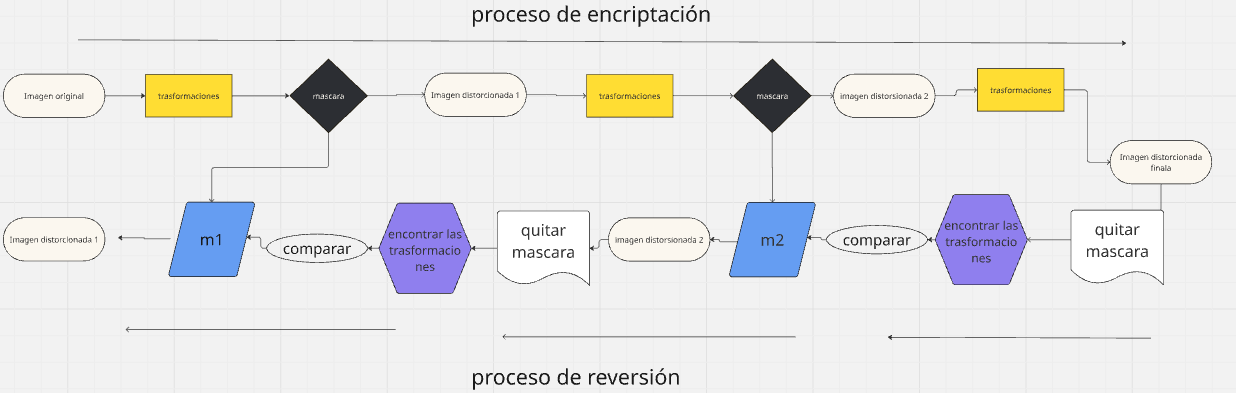 proceso de encriptación
Imagen original
trasformaciones
mascara
Imagen distorcionada 1
trasformaciones
mascara
imagen distorsionada 2
trasformaciones
Imagen distorcionada
finala
Imagen distorcionada 1
m1
comparar
encontrar las
trasformacio
nes
quitar
mascara
imagen distorsionada 2
m2
comparar
encontrar las
trasformacio
nes
quitar
mascara
proceso de reversión